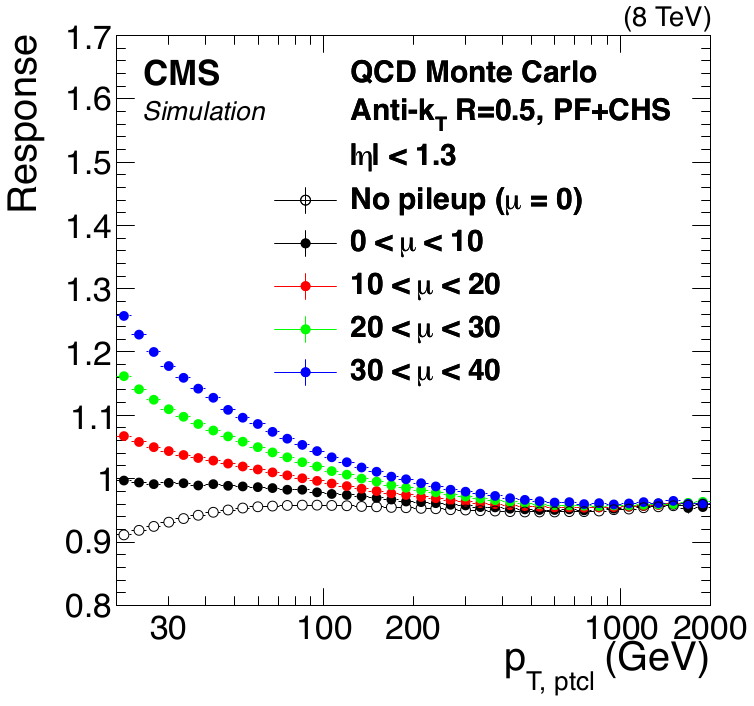 (8 TeV)
Response
1.7
1.6
1.5
1.4
1.3
1.2
1.1
1
0.9
0.8
CMS
Simulation
QCD Monte Carlo
Anti-k_T R=0.5, PF+CHS
|η| < 1.3
No pileup (μ = 0)
0 < μ < 10
10 < μ < 20
20 < μ < 30
30 < μ < 40
30 100 200 1000 2000
p_T, ptcl (GeV)